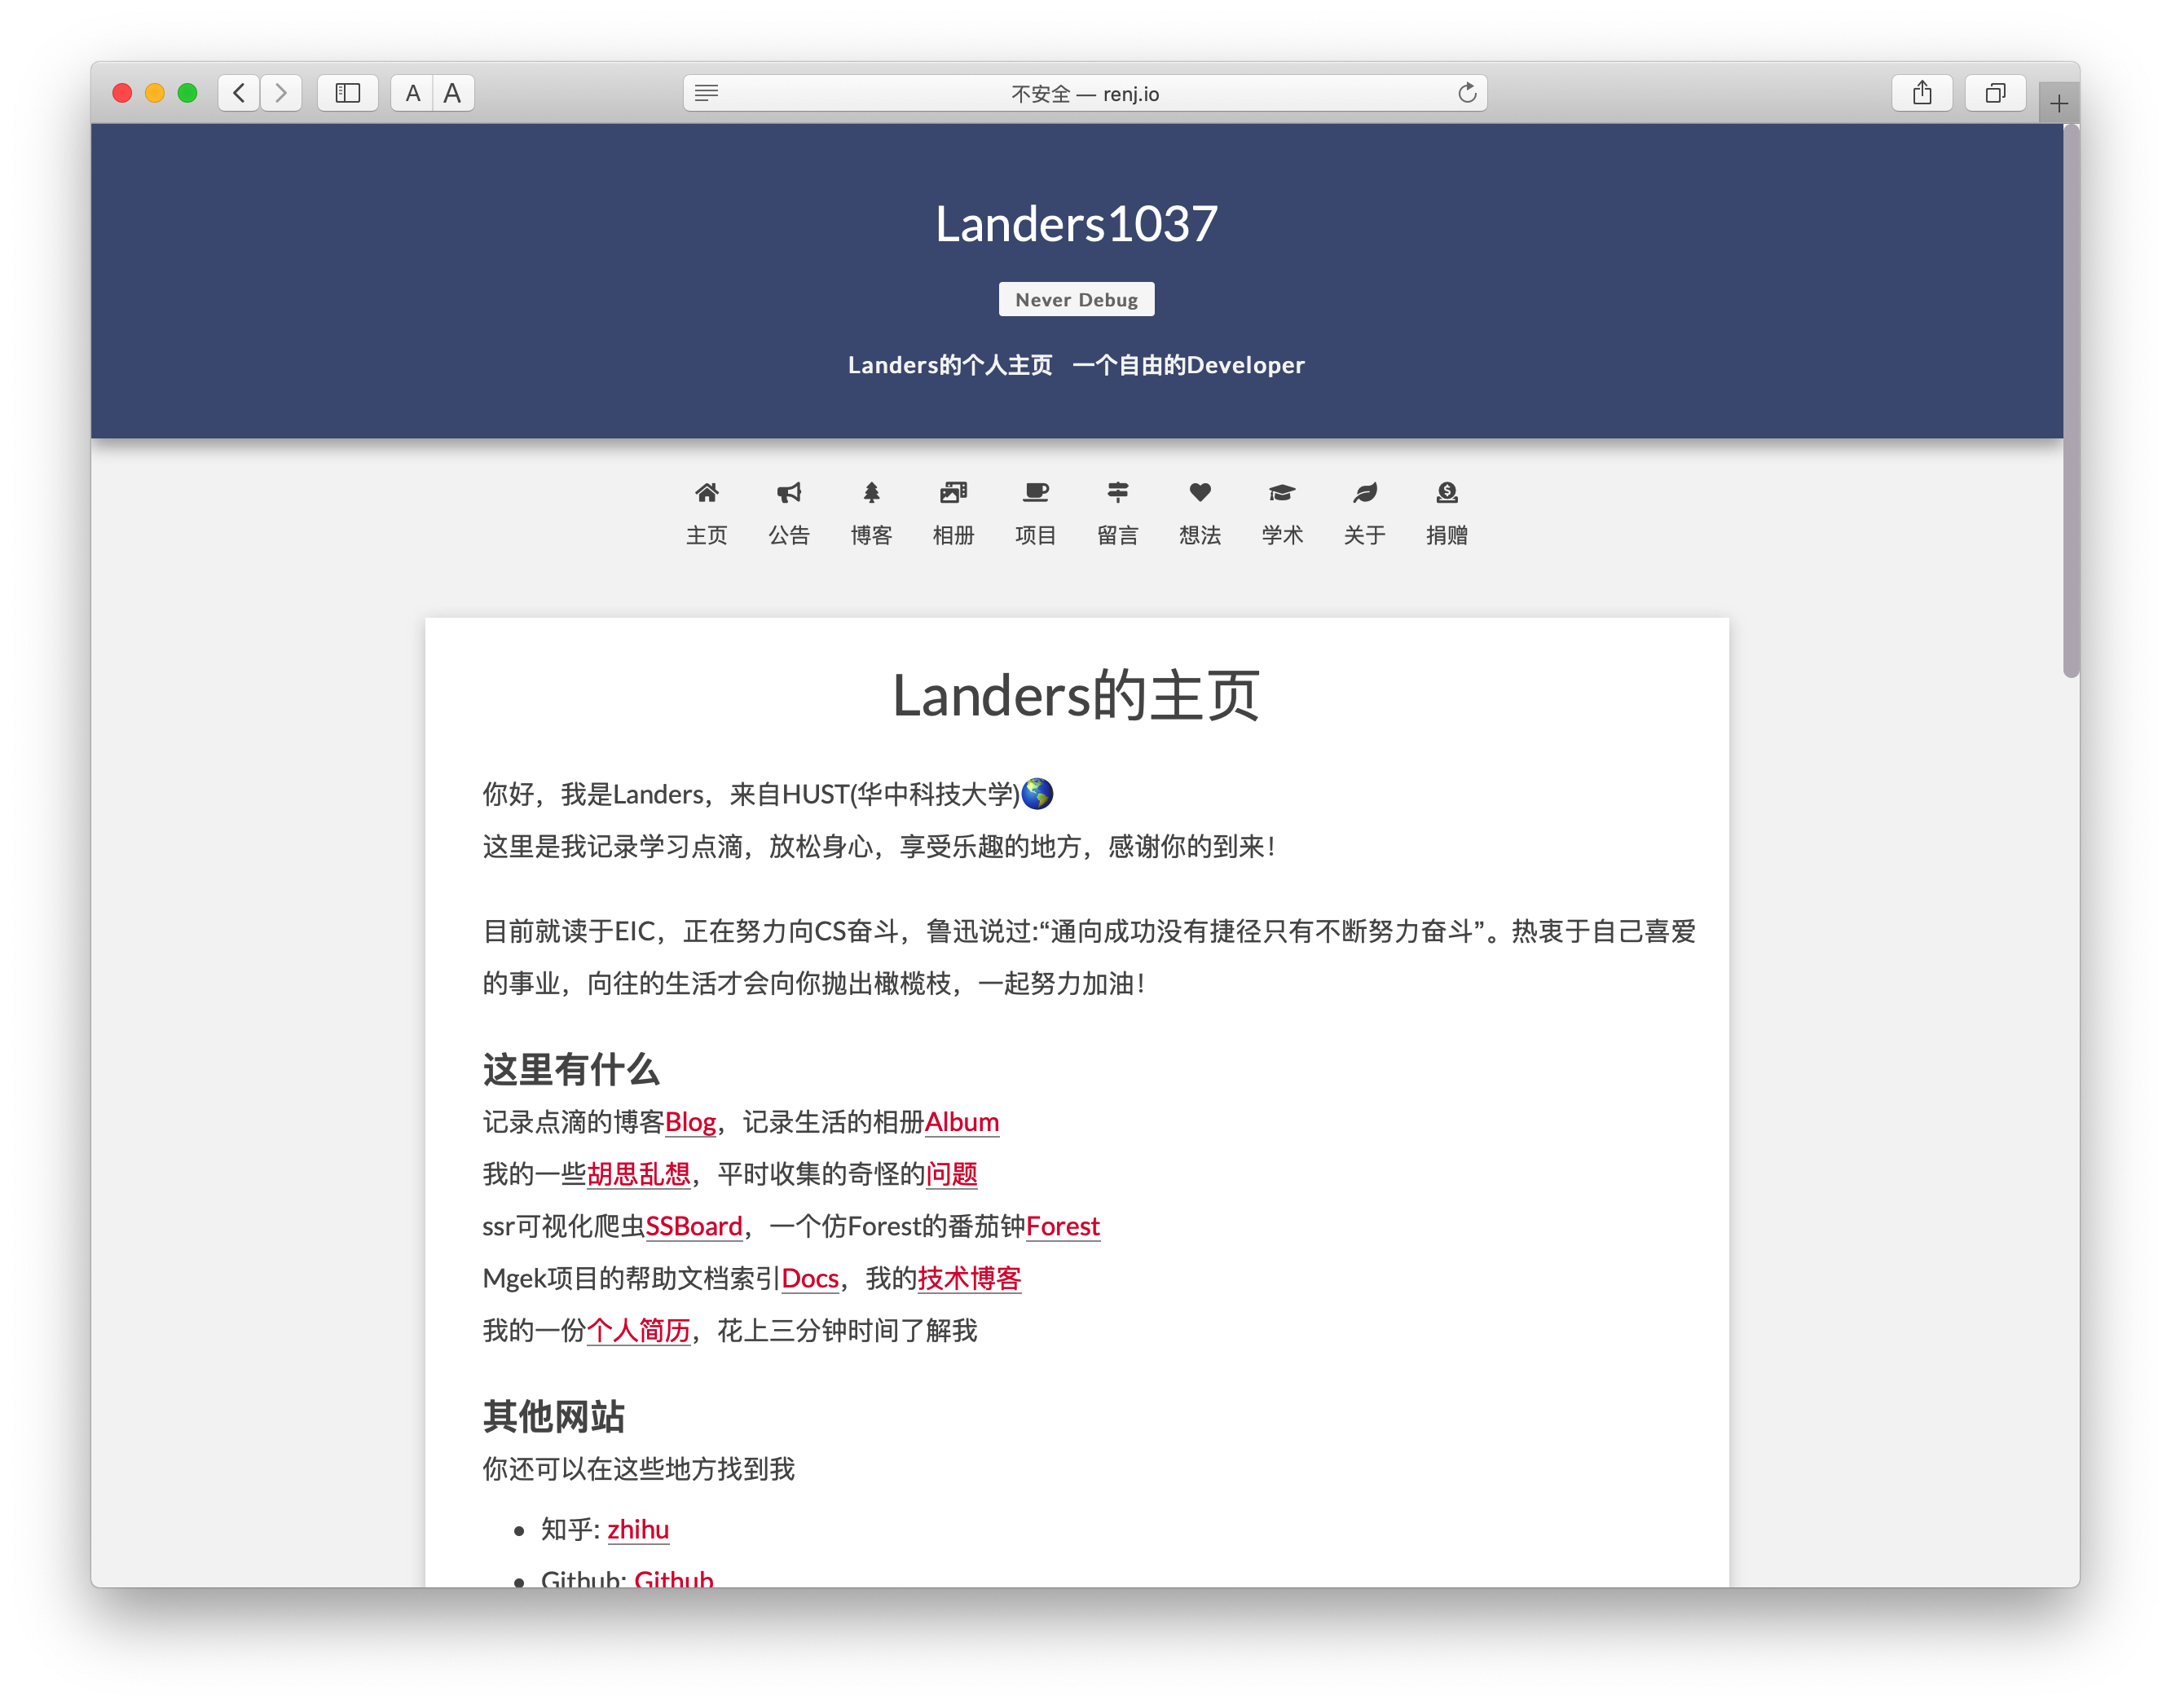 A A
不安全 — renj.io
Landers1037
Never Debug
Landers的个人主页 一个自由的Developer
主页 公告 博客 相册 项目 留言 想法 学术 关于 捐赠
Landers的主页
你好，我是Landers，来自HUST(华中科技大学)🌎
这里是我记录学习点滴，放松身心，享受乐趣的地方，感谢你的到来！
目前就读于EIC，正在努力向CS奋斗，鲁迅说过:“通向成功没有捷径只有不断努力奋斗”。热衷于自己喜爱
的事业，向往的生活才会向你抛出橄榄枝，一起努力加油！
这里有什么
记录点滴的博客Blog，记录生活的相册Album
我的一些胡思乱想，平时收集的奇怪的问题
ssr可视化爬虫SSBoard，一个仿Forest的番茄钟Forest
Mgek项目的帮助文档索引Docs，我的技术博客
我的一份个人简历，花上三分钟时间了解我
其他网站
你还可以在这些地方找到我
• 知乎: zhihu
• Github: Github